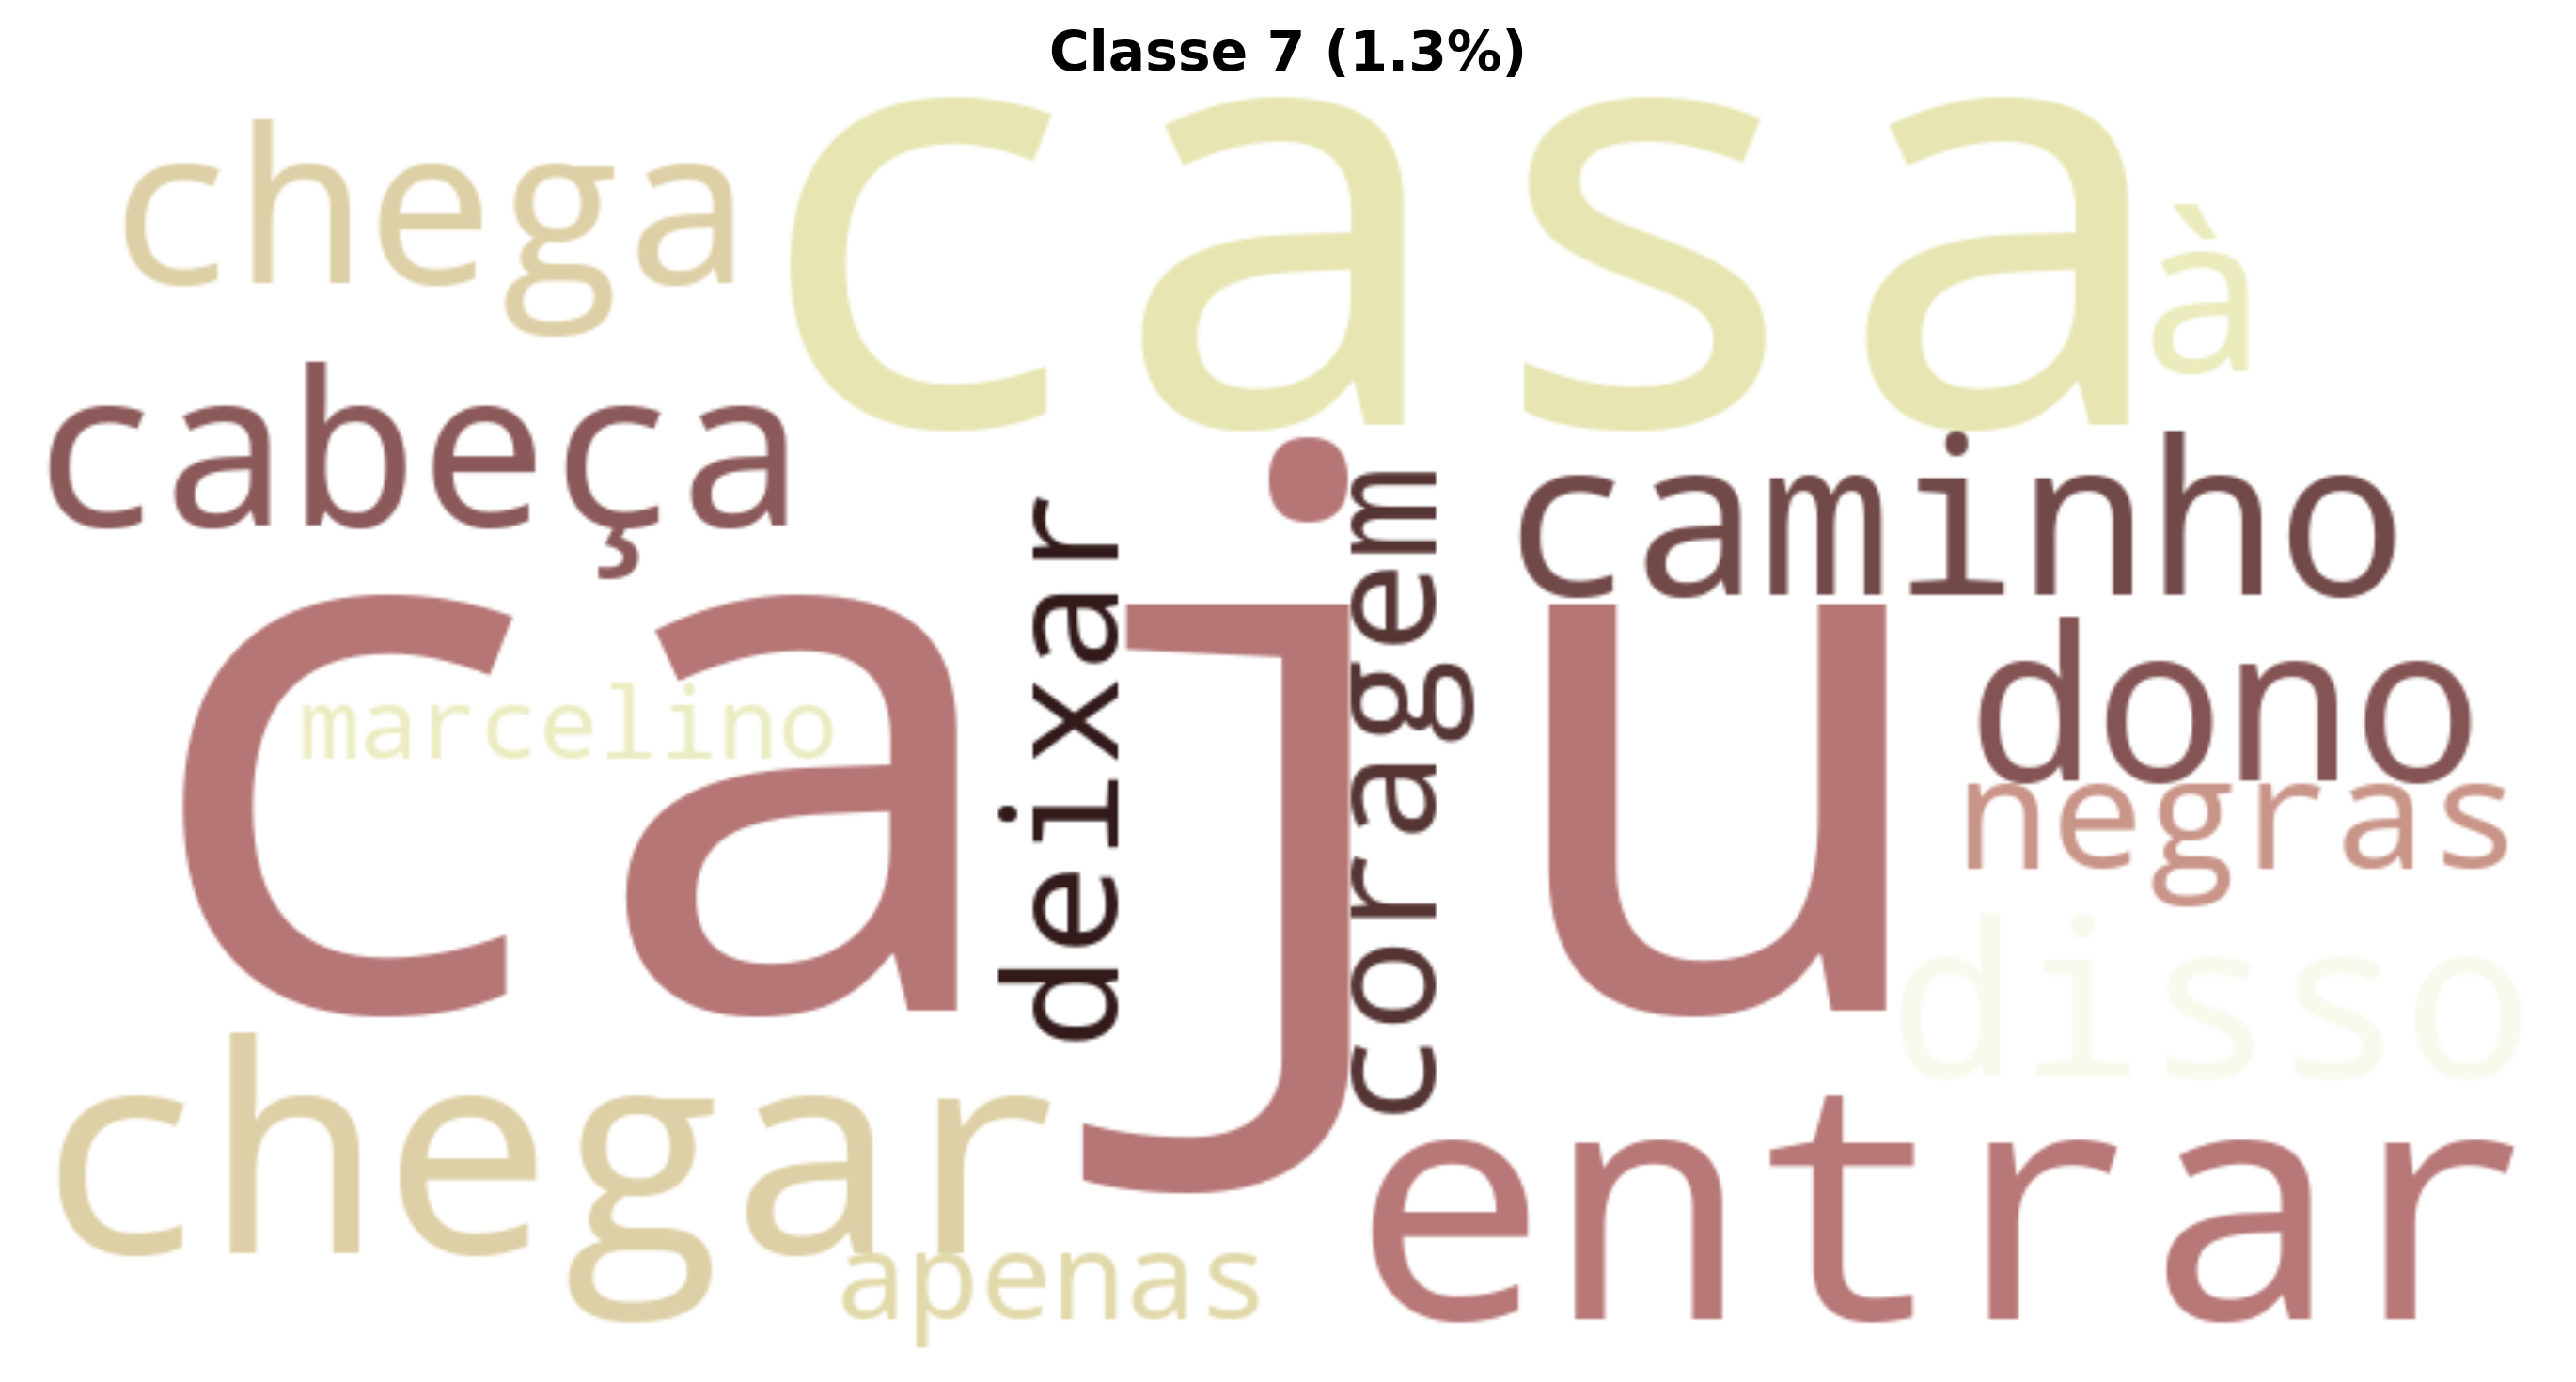 Classe 7 (1.3%)
chega
casa
à
cabeça
caminho
caju
marcelino
deixar
coragem
dono
negras
disso
chegar
apenas
entrar